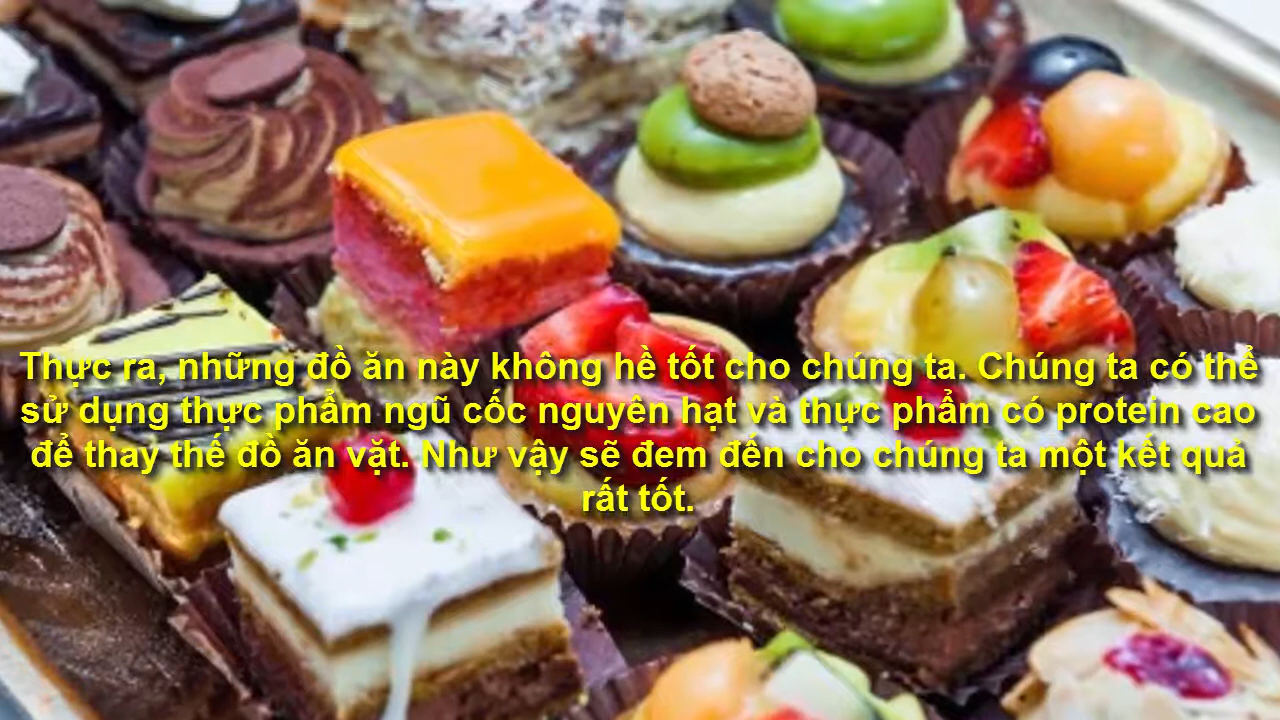 Thực ra, những đồ ăn này không hề tốt cho chúng ta. Chúng ta có thể
sử dụng thực phẩm ngũ cốc nguyên hạt và thực phẩm có protein cao
để thay thế đồ ăn vặt. Như vậy sẽ đem đến cho chúng ta một kết quả
rất tốt.